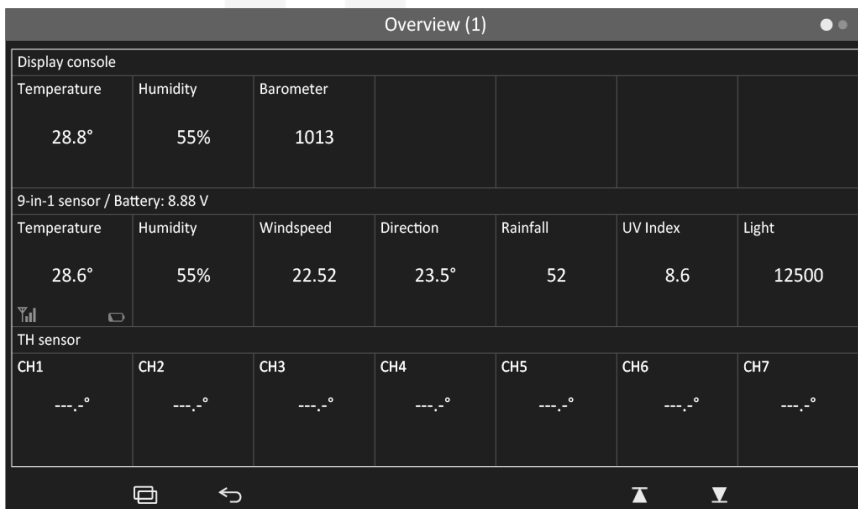 Overview (1)
Display console
Temperature Humidity Barometer
28.8° 55% 1013
9-in-1 sensor / Battery: 8.88 V
Temperature Humidity Windspeed Direction Rainfall UV Index Light
28.6° 55% 22.52 23.5° 52 8.6 12500
TH sensor
CH1 CH2 CH3 CH4 CH5 CH6 CH7
---.-° ---.-° ---.-° ---.-° ---.-° ---.-° ---.-°